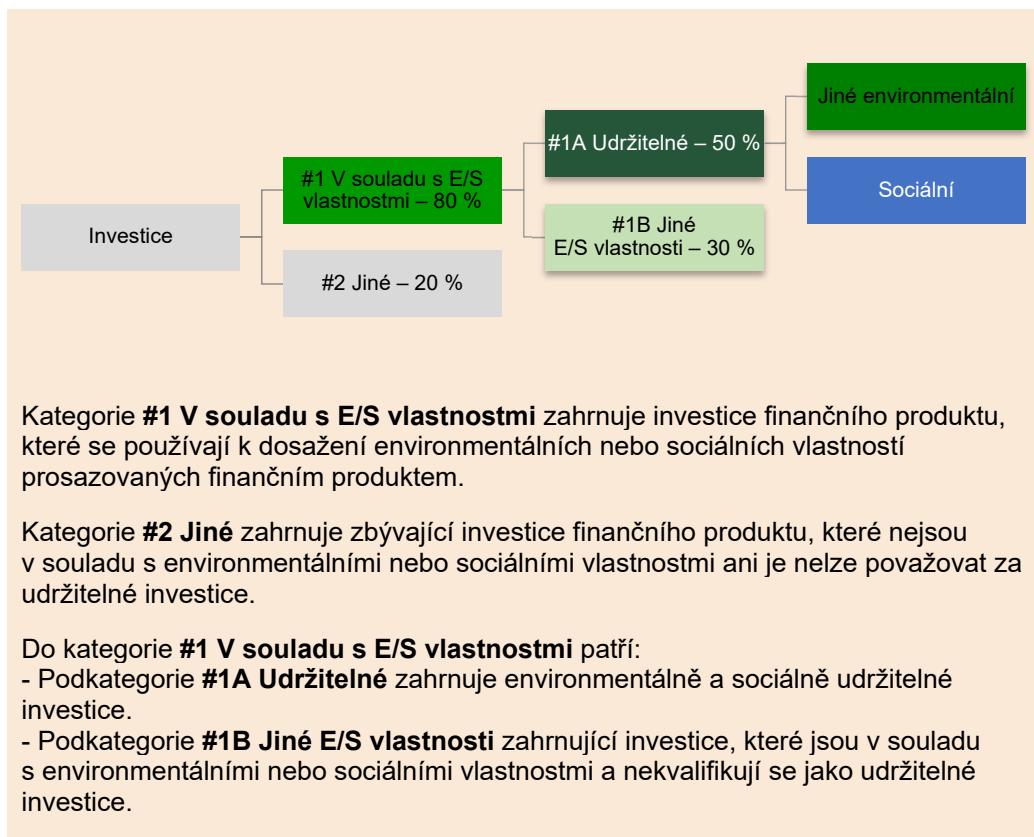 Jiné environmentální
#1A Udržitelné – 50 %
#1 V souladu s E/S
vlastnostmi – 80 %
Sociální
Investice
#1B Jiné
E/S vlastnosti – 30 %
#2 Jiné – 20 %
Kategorie #1 V souladu s E/S vlastnostmi zahrnuje investice finančního produktu,
které se používají k dosažení environmentálních nebo sociálních vlastností
prosazovaných finančním produktem.
Kategorie #2 Jiné zahrnuje zbývající investice finančního produktu, které nejsou
v souladu s environmentálními nebo sociálními vlastnostmi ani je nelze považovat za
udržitelné investice.
Do kategorie #1 V souladu s E/S vlastnostmi patří:
- Podkategorie #1A Udržitelné zahrnuje environmentálně a sociálně udržitelné
investice.
- Podkategorie #1B Jiné E/S vlastnosti zahrnující investice, které jsou v souladu
s environmentálními nebo sociálními vlastnostmi a nekvalifikují se jako udržitelné
investice.